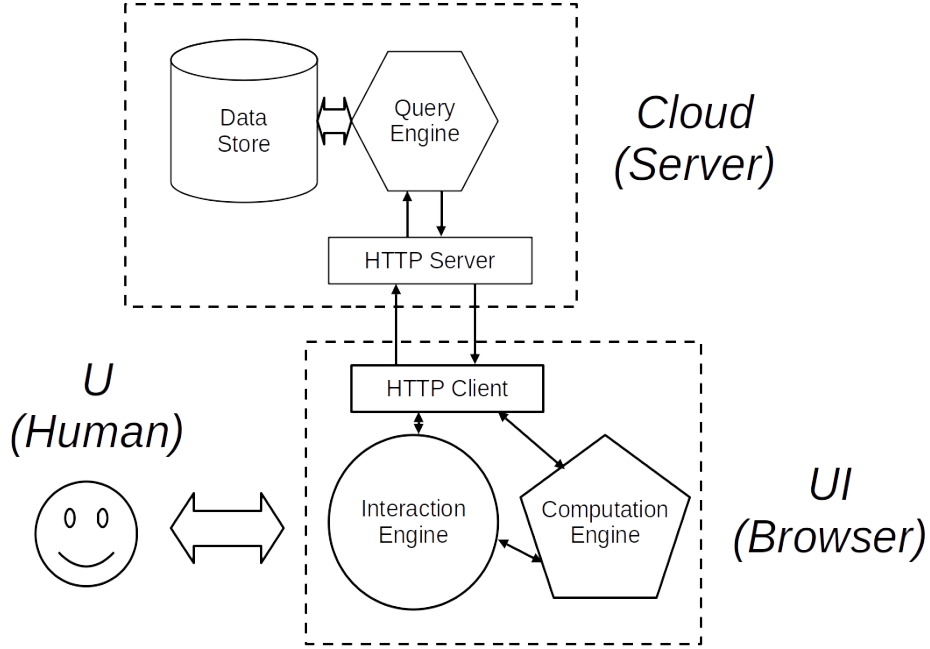 Data
Store
Query
Engine
Cloud
(Server)
HTTP Server
HTTP Client
U
(Human)
Interaction
Engine
Computation
Engine
UI
(Browser)